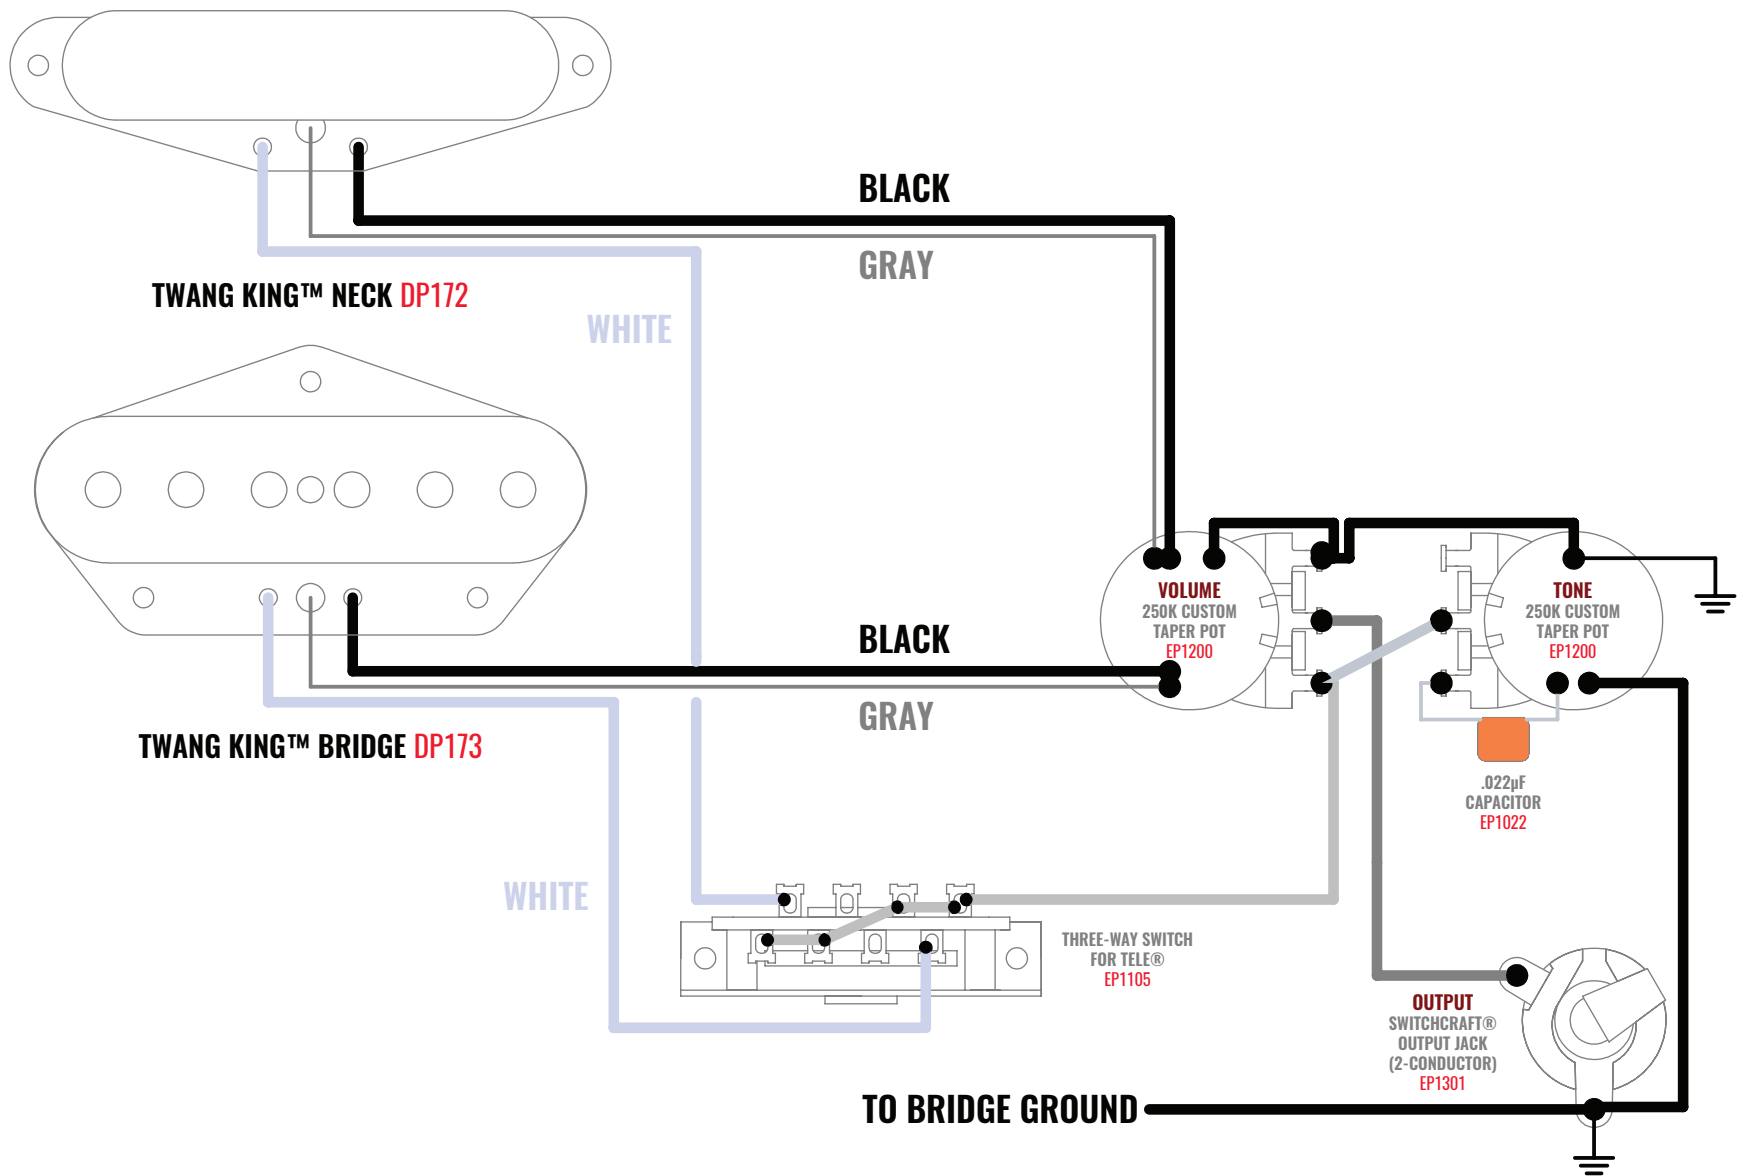 BLACK
GRAY
TWANG KING™ NECK DP172
WHITE
BLACK
GRAY
TWANG KING™ BRIDGE DP173
VOLUME
250K CUSTOM
TAPER POT
EP1200
TONE
250K CUSTOM
TAPER POT
EP1200
.022µF
CAPACITOR
EP1022
WHITE
THREE-WAY SWITCH
FOR TELE®
EP1105
OUTPUT
SWITCHCRAFT®
OUTPUT JACK
(2-CONDUCTOR)
EP1301
TO BRIDGE GROUND